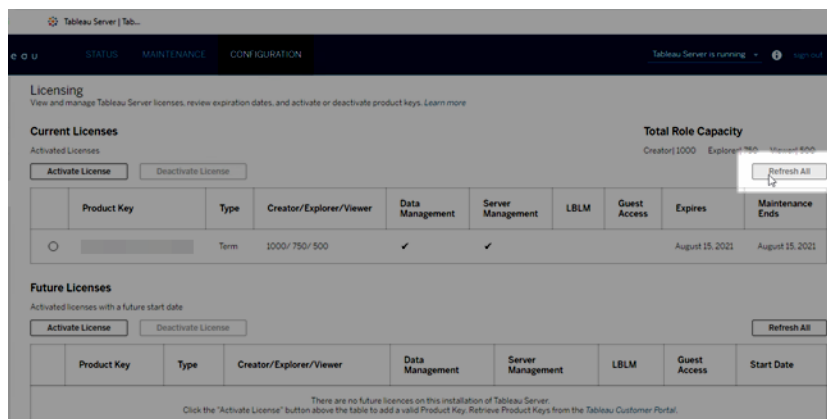 Tableau Server | Tab...
e a u STATUS MAINTENANCE CONFIGURATION Tableau Server is running sign out
Licensing
View and manage Tableau Server licenses, review expiration dates, and activate or deactivate product keys. Learn more
Current Licenses Total Role Capacity
Activated Licenses Creator| 1000 Explorer| 750 Viewer| 500
Activate License Deactivate License Refresh All
Product Key Type Creator/Explorer/Viewer Data Management Server Management LBLM Guest Access Expires Maintenance Ends
Term 1000/ 750/ 500 ✔ ✔ August 15, 2021 August 15, 2021
Future Licenses
Activated licenses with a future start date
Activate License Deactivate License Refresh All
Product Key Type Creator/Explorer/Viewer Data Management Server Management LBLM Guest Access Start Date
There are no future licences on this installation of Tableau Server.
Click the "Activate License" button above the table to add a valid Product Key. Retrieve Product Keys from the Tableau Customer Portal.